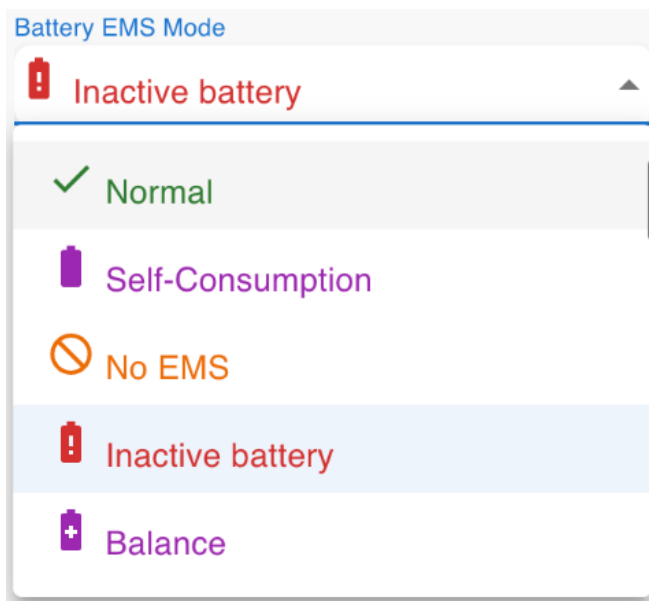 Battery EMS Mode
Inactive battery
Normal
Self-Consumption
No EMS
Inactive battery
Balance